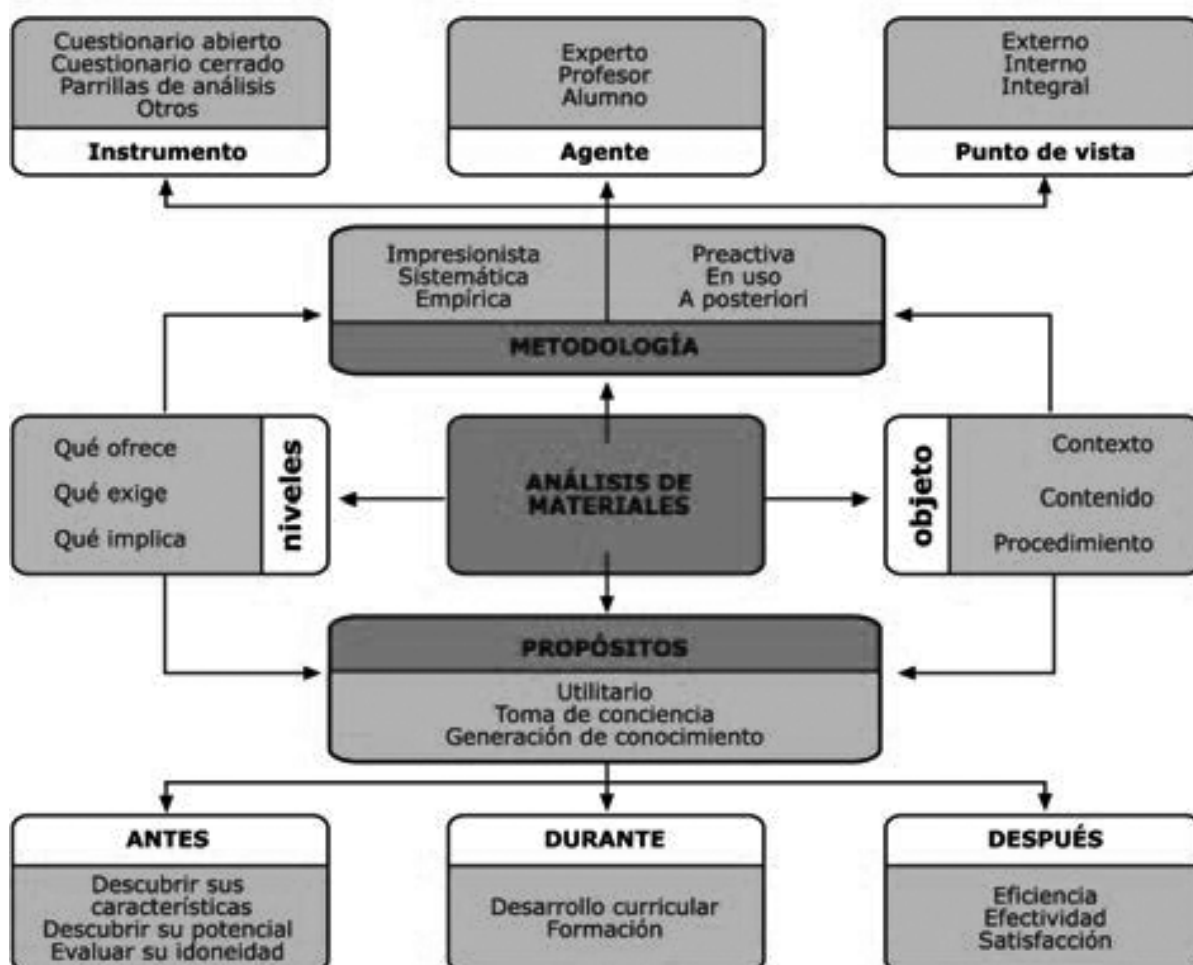 Cuestionario abierto
Cuestionario cerrado
Parrillas de análisis
Otros
Instrumento
Experto
Profesor
Alumno
Agente
Externo
Interno
Integral
Punto de vista
Impresionista
Sistemática
Empírica
Preactiva
En uso
A posteriori
METODOLOGÍA
Qué ofrece
Qué exige
Qué implica
niveles
ANÁLISIS DE
MATERIALES
objeto
Contexto
Contenido
Procedimiento
PROPÓSITOS
Utilitario
Toma de conciencia
Generación de conocimiento
ANTES
Descubrir sus
características
Descubrir su potencial
Evaluar su idoneidad
DURANTE
Desarrollo curricular
Formación
DESPUÉS
Eficiencia
Efectividad
Satisfacción